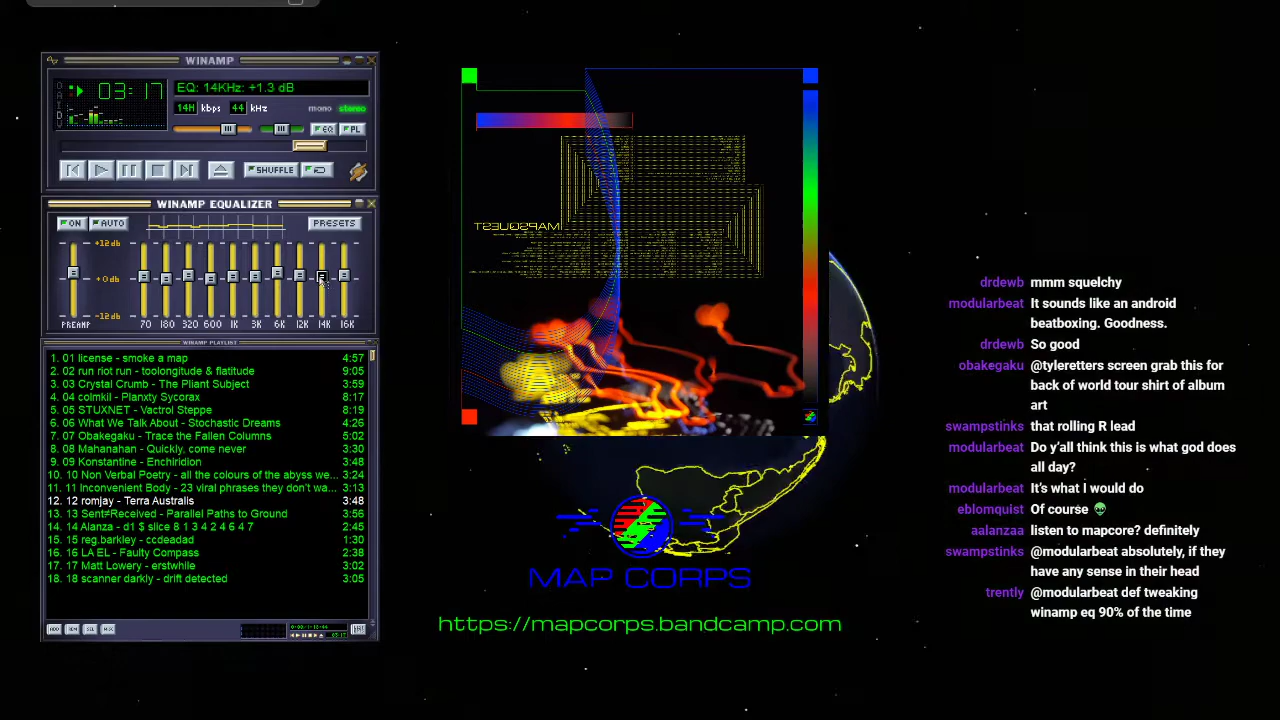 WINAMP
03:17
EQ: 14KHz: +1.3 dB
14H kbps 44 kHz mono stereo
EQ PL
SHUFFLE
WINAMP EQUALIZER
ON AUTO PRESETS
+12db
+0db
-12db
PREAMP 70 180 320 600 1K 3K 6K 12K 14K 16K
WINAMP PLAYLIST
1. 01 license - smoke a map 4:57
2. 02 run riot run - toolongitude & flatitude 9:05
3. 03 Crystal Crumb - The Pliant Subject 3:59
4. 04 colmkil - Planxty Sycorax 8:17
5. 05 STUXNET - Vactrol Steppe 8:19
6. 06 What We Talk About - Stochastic Dreams 4:26
7. 07 Obakegaku - Trace the Fallen Columns 5:02
8. 08 Mahanahan - Quickly, come never 3:30
9. 09 Konstantine - Enchiridion 3:48
10. 10 Non Verbal Poetry - all the colours of the abyss we... 3:24
11. 11 Inconvenient Body - 23 viral phrases they don't wa... 3:13
12. 12 romjay - Terra Australis 3:48
13. 13 Sent≠Received - Parallel Paths to Ground 3:56
14. 14 Alanza - d1 $ slice 8 1 3 4 2 4 6 4 7 2:45
15. 15 reg.barkley - ccdeadad 1:30
16. 16 LA EL - Faulty Compass 2:38
17. 17 Matt Lowery - erstwhile 3:02
18. 18 scanner darkly - drift detected 3:05
ADD REM SEL MISC
03:17
MAPSQUEST
MAP CORPS
https://mapcorps.bandcamp.com
drdewb mmm squelchy
modularbeat It sounds like an android
beatboxing. Goodness.
drdewb So good
obakegaku @tyleretters screen grab this for
back of world tour shirt of album
art
swampstinks that rolling R lead
modularbeat Do y'all think this is what god does
all day?
modularbeat It's what i would do
eblomquist Of course 👽
aalanzaa listen to mapcore? definitely
swampstinks @modularbeat absolutely, if they
have any sense in their head
trently @modularbeat def tweaking
winamp eq 90% of the time